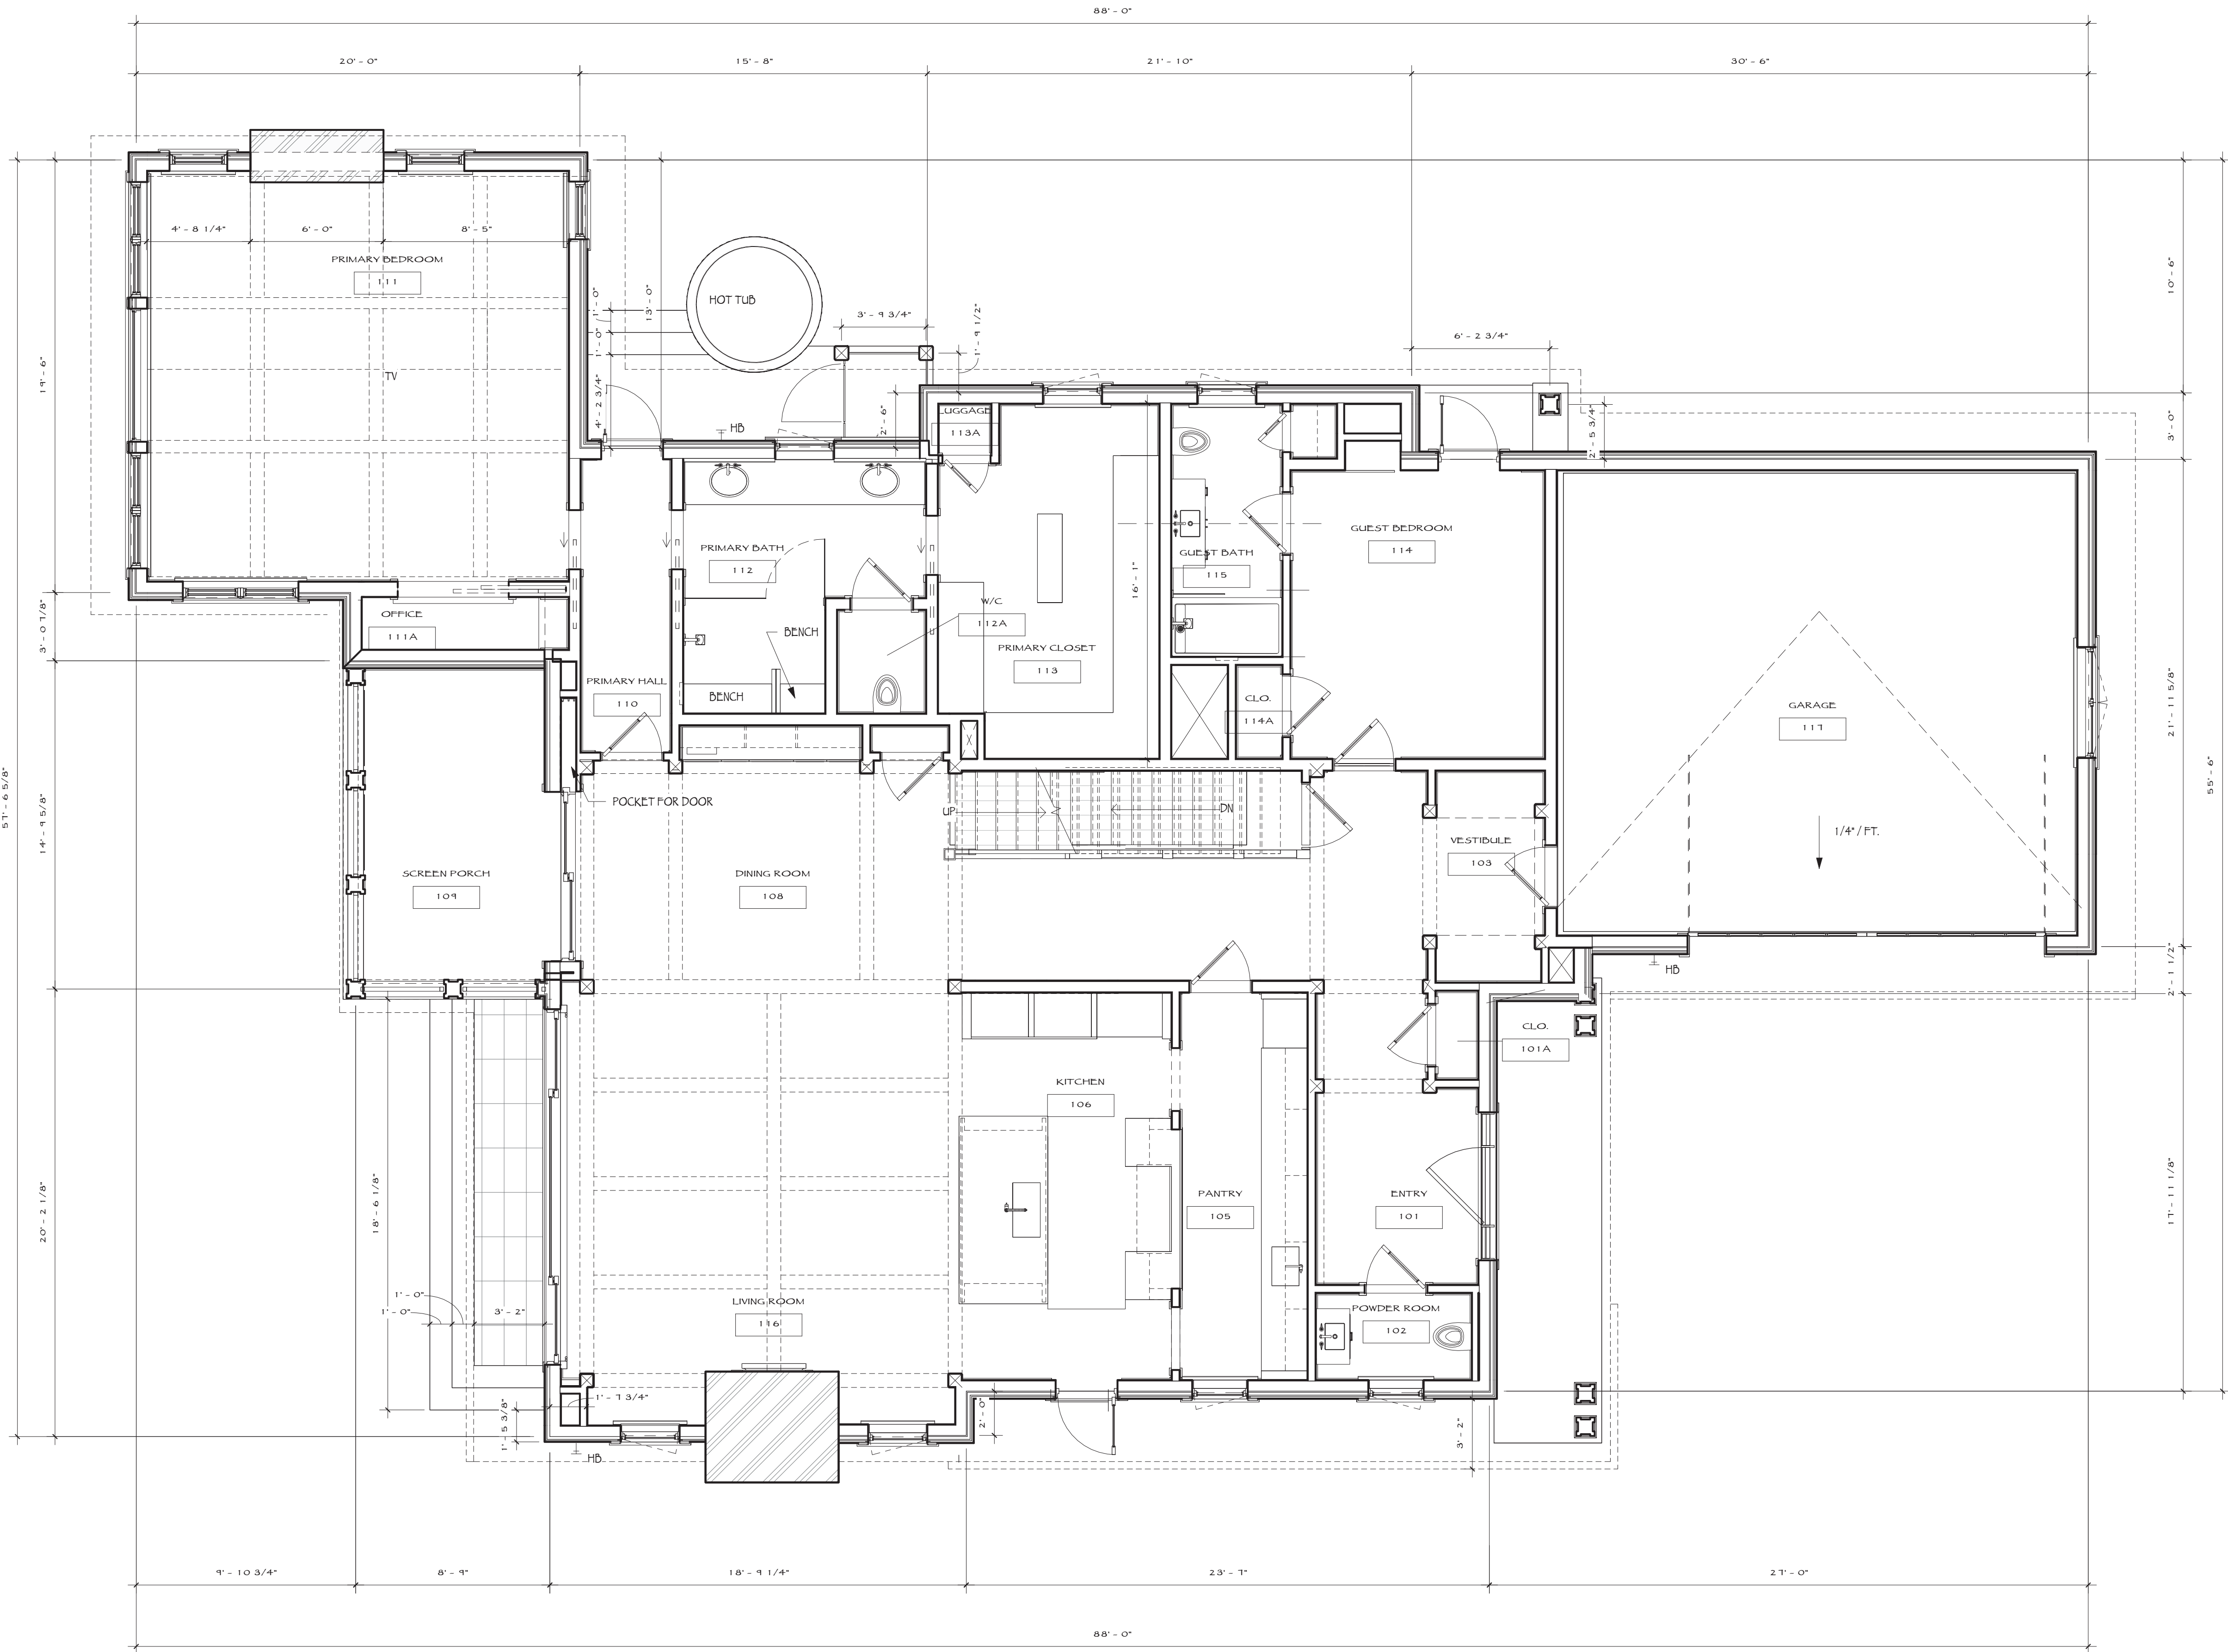 88' - 0"
20' - 0"
15' - 8"
21' - 10"
30' - 6"
4' - 8 1/4"
6' - 0"
8' - 5"
PRIMARY BEDROOM
111
TV
HOT TUB
1' - 0"
1' - 0"
13' - 0"
4' - 2 3/4"
3' - 9 3/4"
1' - 9 1/2"
2' - 6"
HB
6' - 2 3/4"
2' - 5 3/4"
10' - 6"
3' - 0"
19' - 6"
57' - 6 5/8"
3' - 0 7/8"
14' - 9 5/8"
20' - 2 1/8"
LUGGAGE
113A
PRIMARY BATH
112
GUEST BATH
115
GUEST BEDROOM
114
16' - 1"
OFFICE
111A
BENCH
BENCH
W/C
112A
PRIMARY CLOSET
113
PRIMARY HALL
110
CLO.
114A
GARAGE
117
1/4" / FT.
21' - 11 5/8"
55' - 6"
POCKET FOR DOOR
UP
DN
VESTIBULE
103
SCREEN PORCH
109
DINING ROOM
108
HB
2' - 1 1/2"
CLO.
101A
KITCHEN
106
PANTRY
105
ENTRY
101
17' - 11 1/8"
18' - 6 1/8"
1' - 0"
1' - 0"
3' - 2"
LIVING ROOM
116
POWDER ROOM
102
1' - 7 3/4"
1' - 5 3/8"
2' - 0"
3' - 2"
HB
9' - 10 3/4"
8' - 9"
18' - 9 1/4"
23' - 7"
27' - 0"
88' - 0"